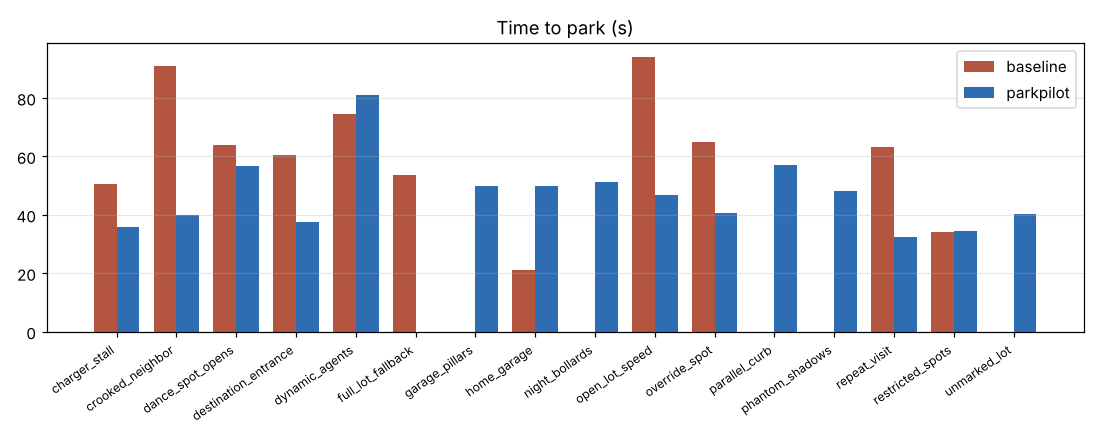 Time to park (s)
baseline
parkpilot
80
60
40
20
0
charger_stall
crooked_neighbor
dance_spot_opens
destination_entrance
dynamic_agents
full_lot_fallback
garage_pillars
home_garage
night_bollards
open_lot_speed
override_spot
parallel_curb
phantom_shadows
repeat_visit
restricted_spots
unmarked_lot